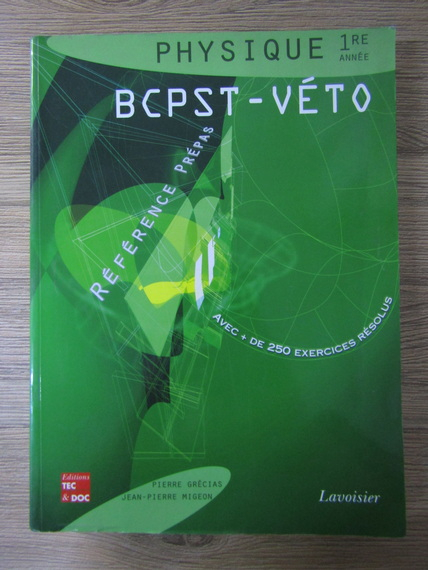 PHYSIQUE 1RE ANNÉE
BCPST-VÉTO
RÉFÉRENCE PRÉPAS
AVEC + DE 250 EXERCICES RÉSOLUS
PIERRE GRÉCIAS
JEAN-PIERRE MIGEON
Editions
TEC
& DOC
Lavoisier